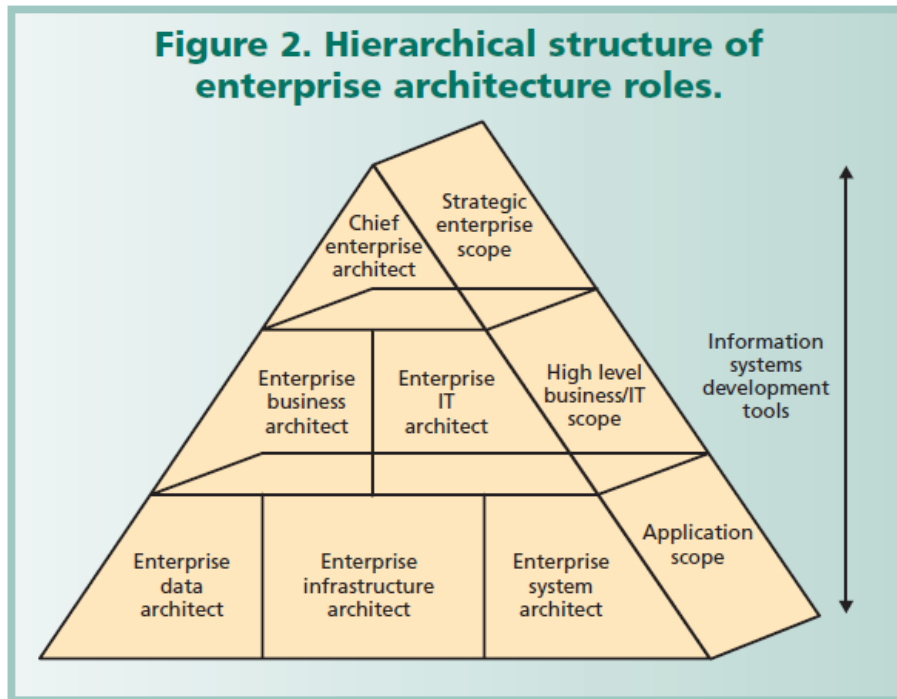 Figure 2. Hierarchical structure of
enterprise architecture roles.
Chief
enterprise
architect
Strategic
enterprise
scope
Enterprise
business
architect
Enterprise
IT
architect
High level
business/IT
scope
Information
systems
development
tools
Enterprise
data
architect
Enterprise
infrastructure
architect
Enterprise
system
architect
Application
scope